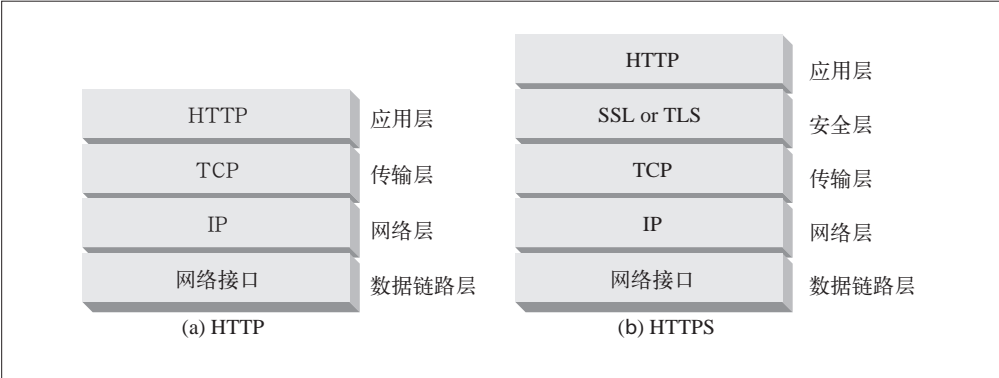 HTTP 应用层
TCP 传输层
IP 网络层
网络接口 数据链路层
(a) HTTP
HTTP 应用层
SSL or TLS 安全层
TCP 传输层
IP 网络层
网络接口 数据链路层
(b) HTTPS